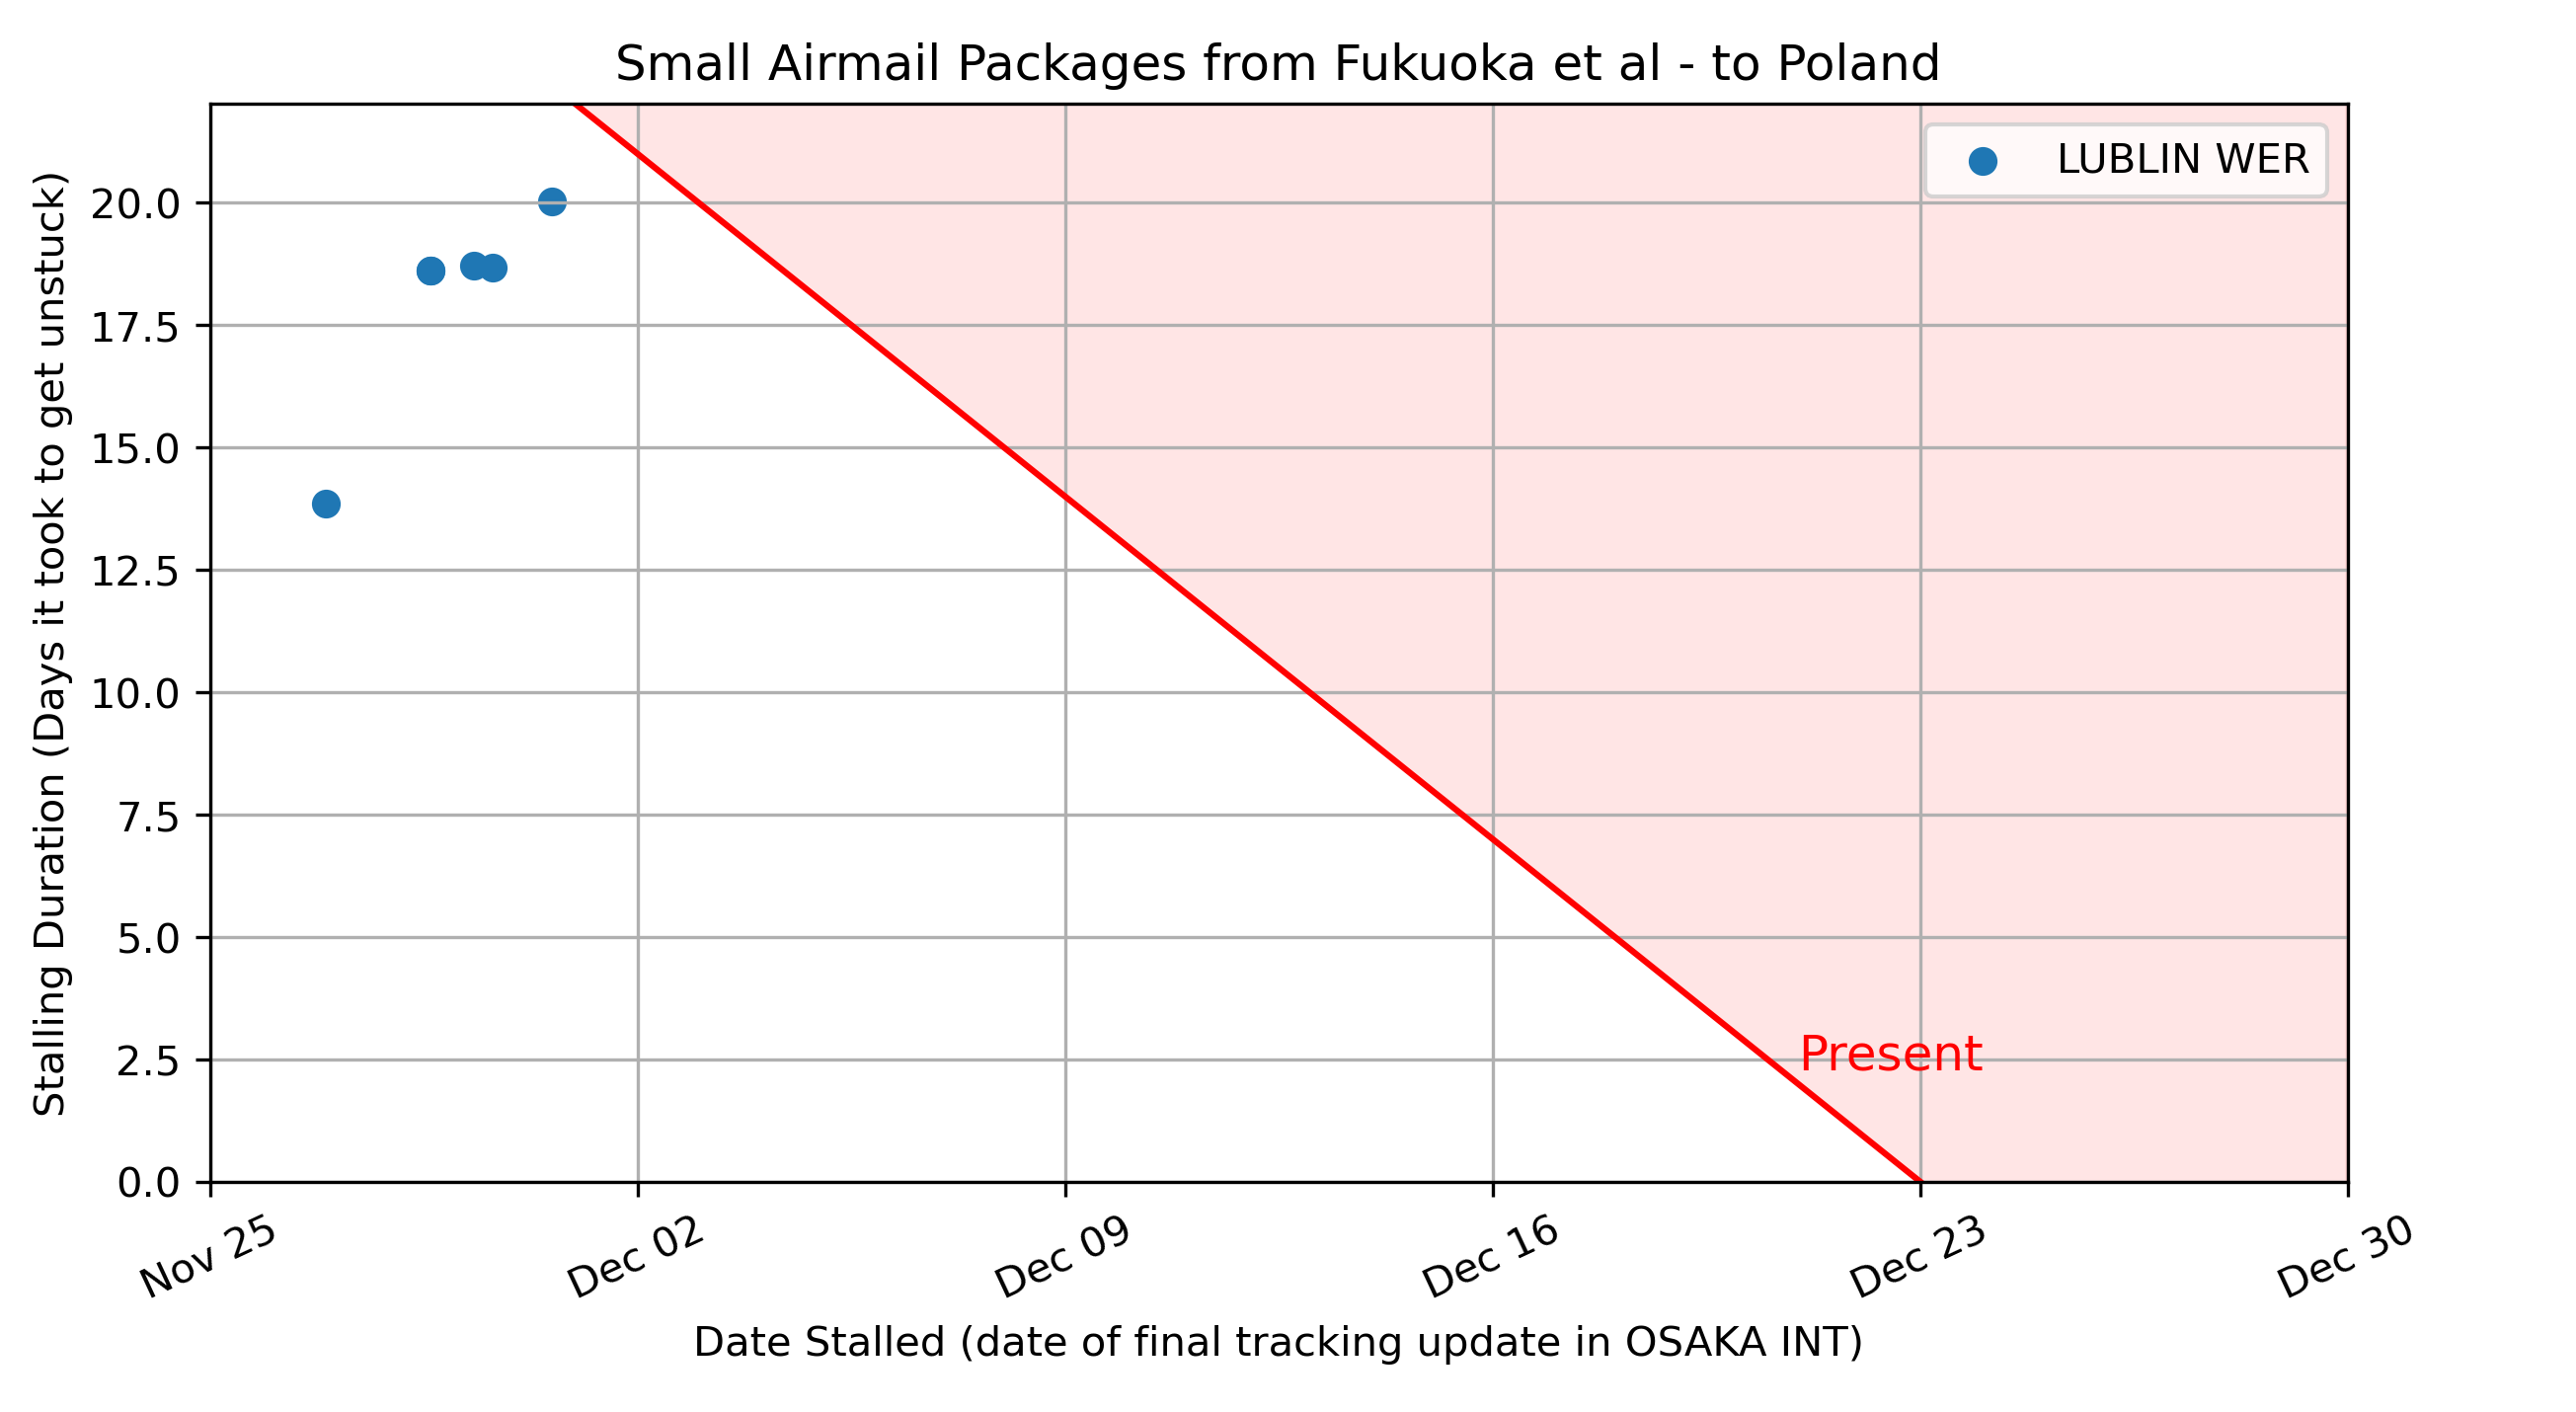 Small Airmail Packages from Fukuoka et al - to Poland
LUBLIN WER
Stalling Duration (Days it took to get unstuck)
20.0
17.5
15.0
12.5
10.0
7.5
5.0
2.5
0.0
Present
Nov 25
Dec 02
Dec 09
Dec 16
Dec 23
Dec 30
Date Stalled (date of final tracking update in OSAKA INT)